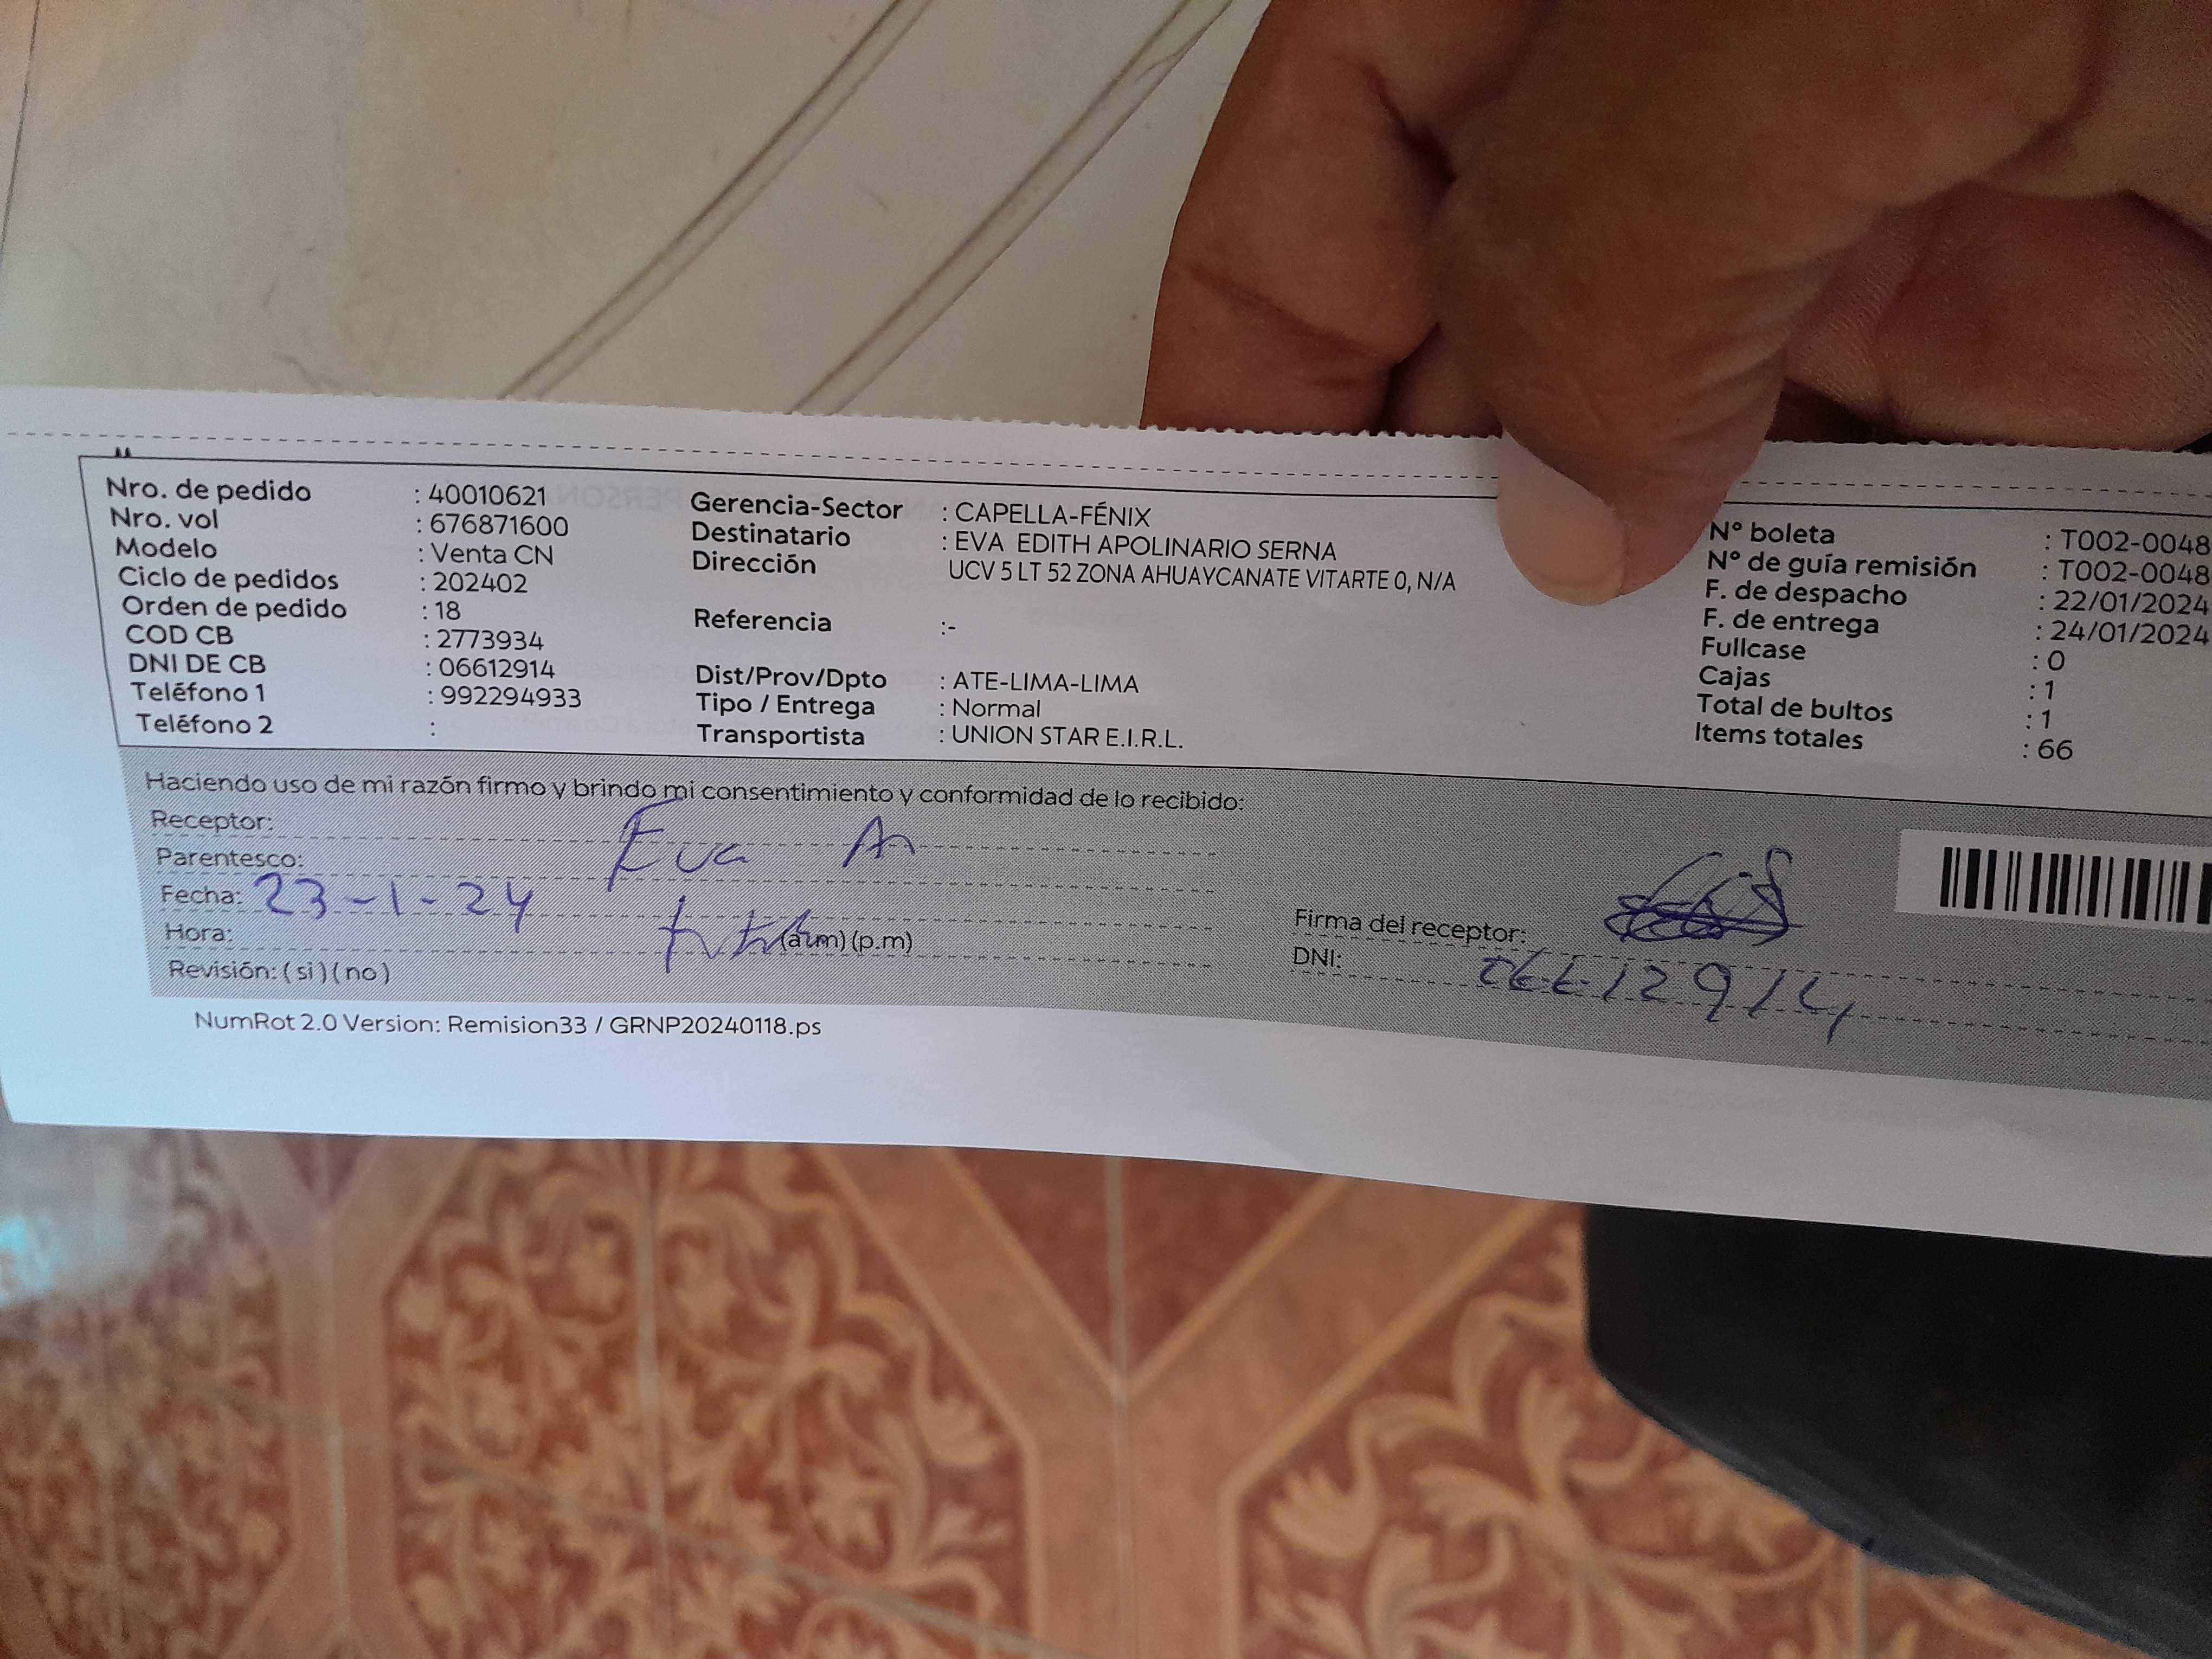 Nro. de pedido : 40010621
Nro. vol : 676871600
Modelo : Venta CN
Ciclo de pedidos : 202402
Orden de pedido : 18
COD CB : 2773934
DNI DE CB : 06612914
Teléfono 1 : 992294933
Teléfono 2 :
Gerencia-Sector : CAPELLA-FÉNIX
Destinatario : EVA EDITH APOLINARIO SERNA
Dirección UCV 5 LT 52 ZONA AHUAYCANATE VITARTE 0, N/A
Referencia :-
Dist/Prov/Dpto : ATE-LIMA-LIMA
Tipo / Entrega : Normal
Transportista : UNION STAR E.I.R.L.
N° boleta : T002-0048
N° de guía remisión : T002-0048
F. de despacho : 22/01/2024
F. de entrega : 24/01/2024
Fullcase : 0
Cajas : 1
Total de bultos : 1
Items totales : 66
Haciendo uso de mi razón firmo y brindo mi consentimiento y conformidad de lo recibido:
Receptor: Eva A
Parentesco:
Fecha: 23-1-24
Hora: (a.m) (p.m)
Revisión: (si) (no)
Firma del receptor:
DNI: 06612914
NumRot 2.0 Version: Remision33 / GRNP20240118.ps